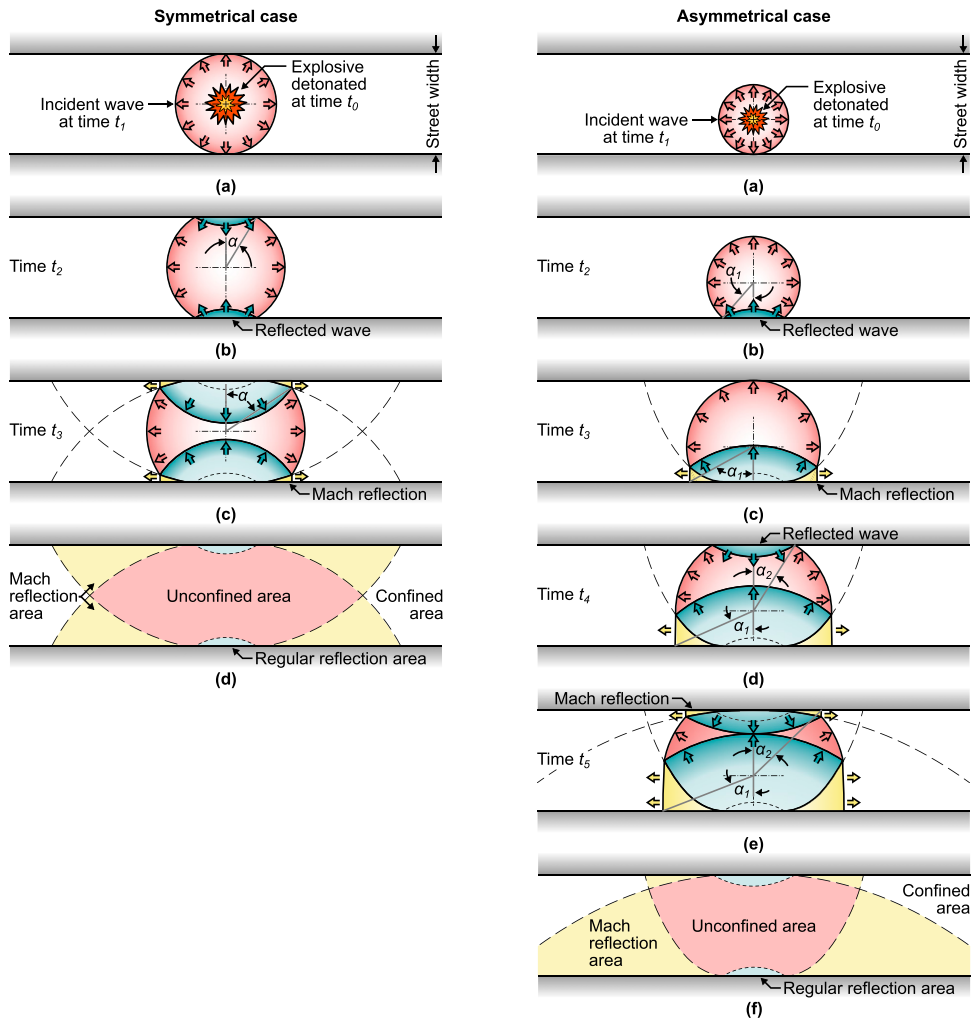 Symmetrical case
Explosive
detonated
at time t0
Incident wave
at time t1
Street width
(a)
Time t2
α
Reflected wave
(b)
Time t3
α
Mach reflection
(c)
Mach
reflection
area
Unconfined area
Confined
area
Regular reflection area
(d)
Asymmetrical case
Explosive
detonated
at time t0
Incident wave
at time t1
Street width
(a)
Time t2
α1
Reflected wave
(b)
Time t3
α1
Mach reflection
(c)
Reflected wave
Time t4
α2
α1
(d)
Mach reflection
Time t5
α2
α1
(e)
Confined
area
Mach
reflection
area
Unconfined area
Regular reflection area
(f)